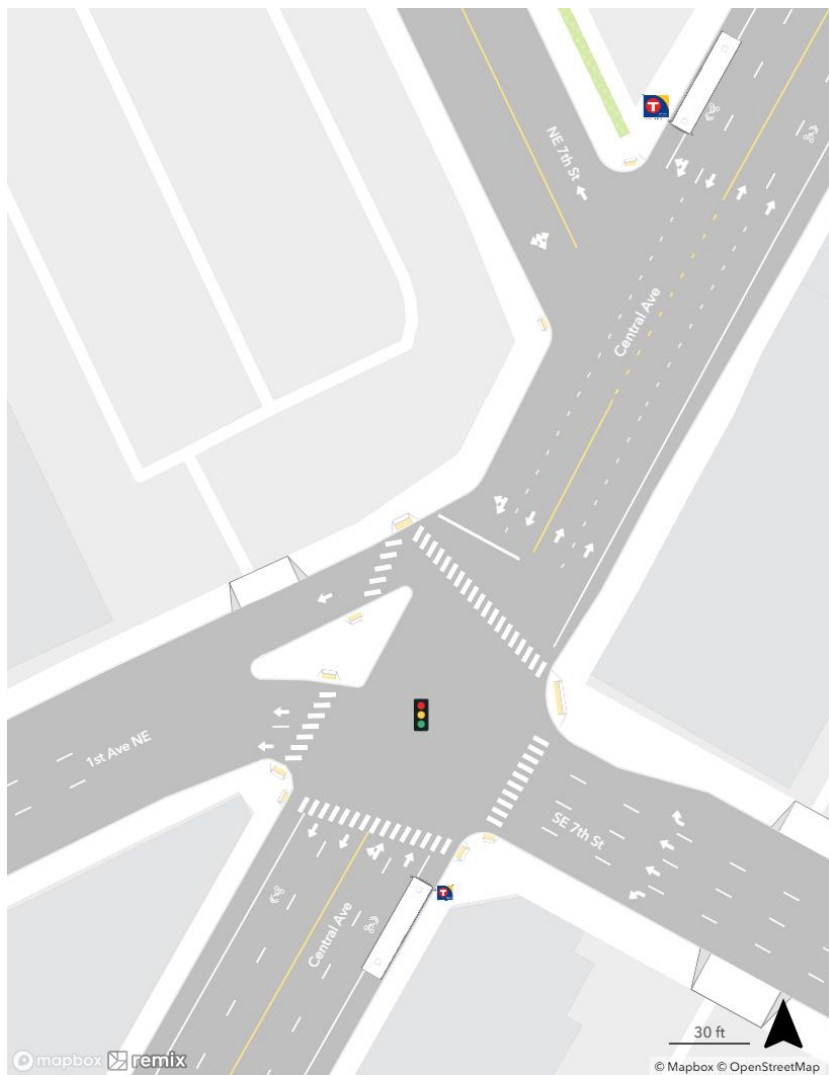 NE 7th St
Central Ave
1st Ave NE
SE 7th St
Central Ave
30 ft
mapbox remix
© Mapbox © OpenStreetMap